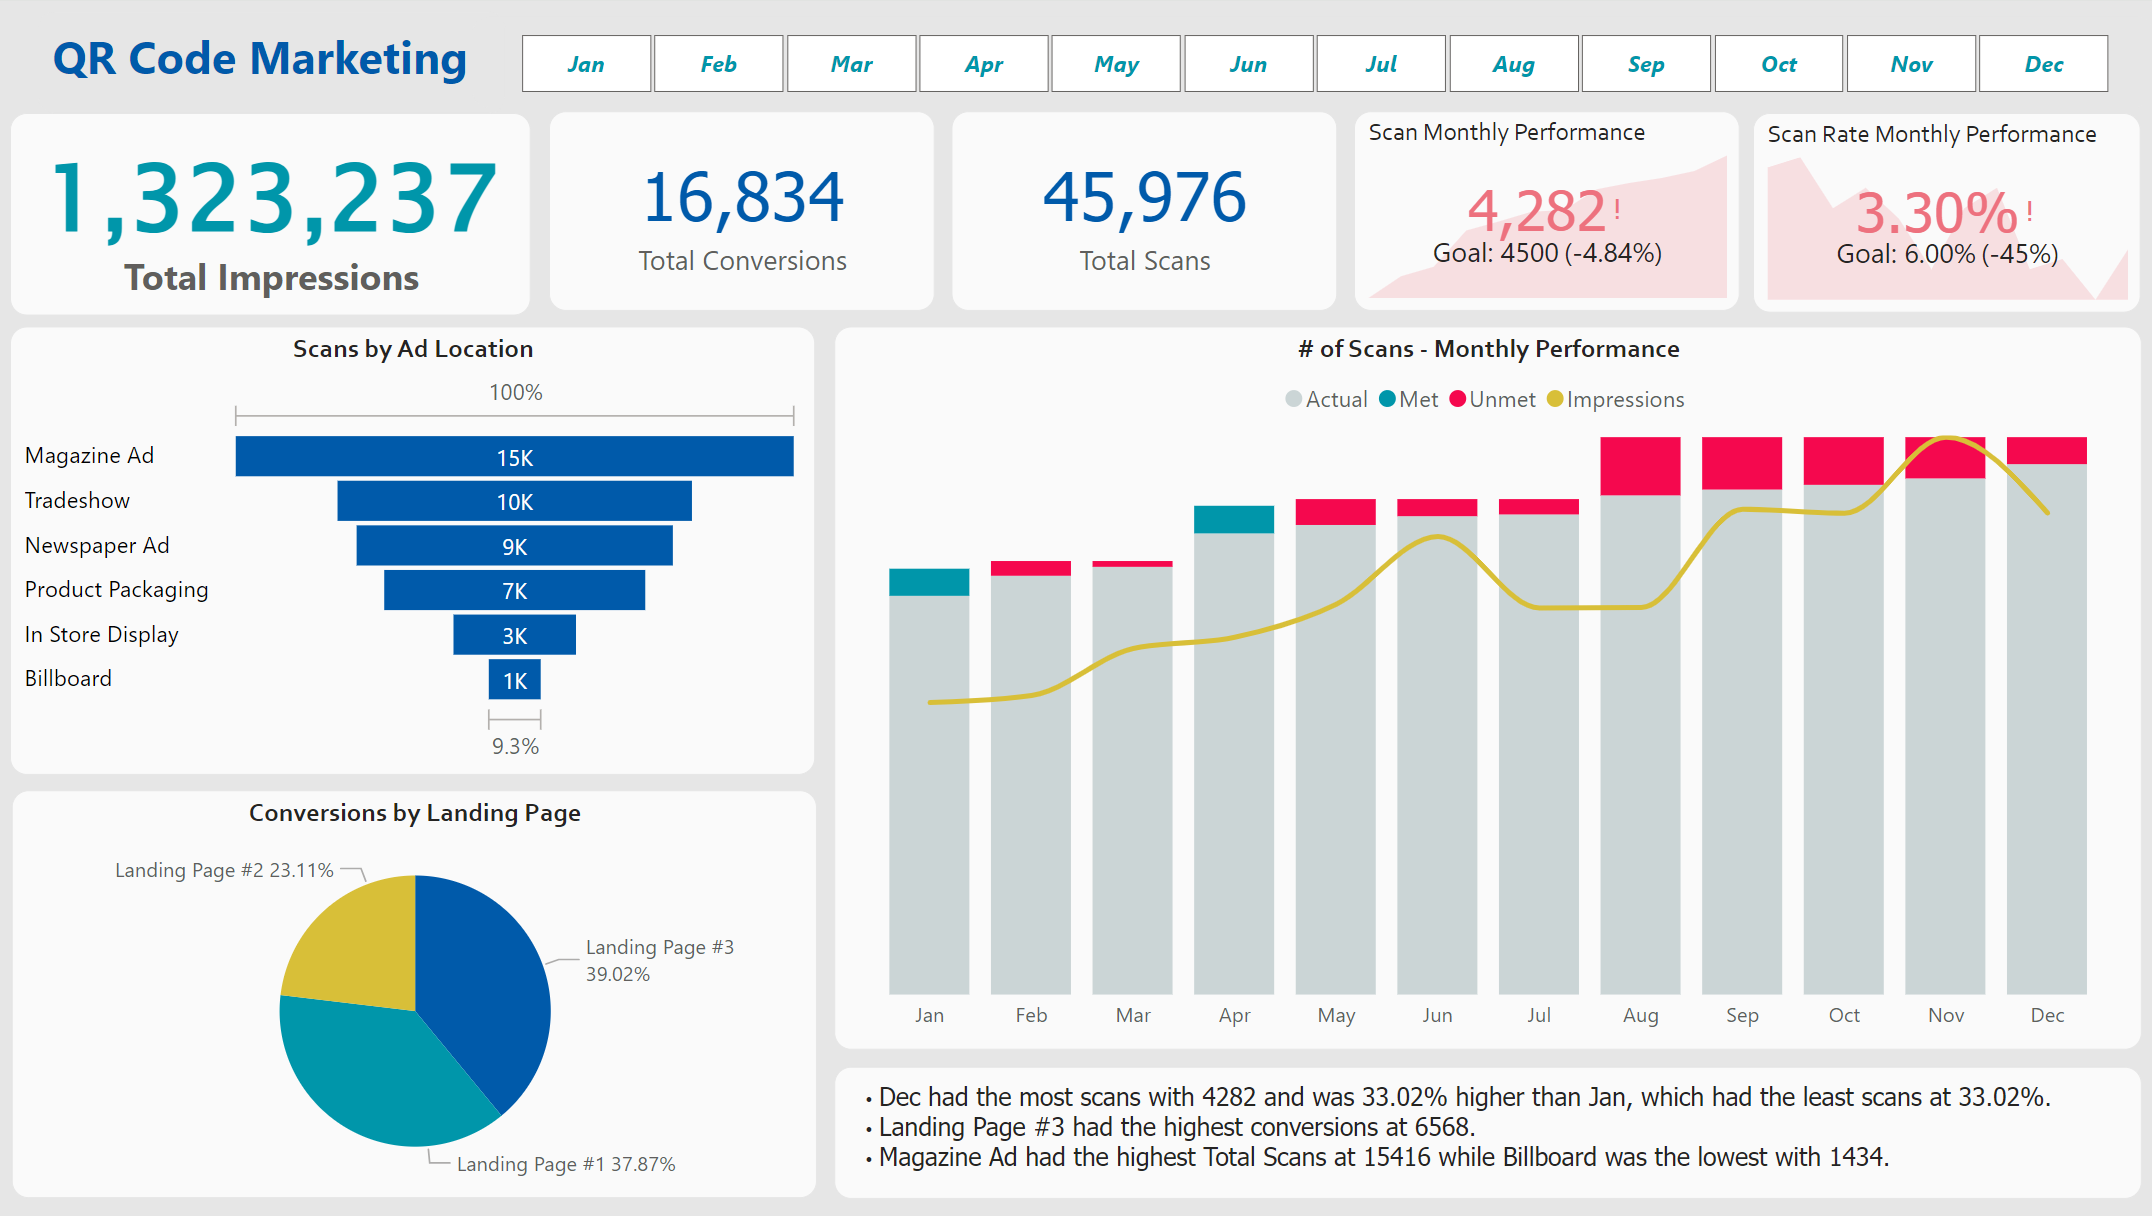 QR Code Marketing
Jan Feb Mar Apr May Jun Jul Aug Sep Oct Nov Dec
1,323,237
Total Impressions
16,834
Total Conversions
45,976
Total Scans
Scan Monthly Performance
4,282!
Goal: 4500 (-4.84%)
Scan Rate Monthly Performance
3.30%!
Goal: 6.00% (-45%)
Scans by Ad Location
100%
Magazine Ad 15K
Tradeshow 10K
Newspaper Ad 9K
Product Packaging 7K
In Store Display 3K
Billboard 1K
9.3%
Conversions by Landing Page
Landing Page #2 23.11%
Landing Page #3
39.02%
Landing Page #1 37.87%
# of Scans - Monthly Performance
Actual Met Unmet Impressions
Jan Feb Mar Apr May Jun Jul Aug Sep Oct Nov Dec
• Dec had the most scans with 4282 and was 33.02% higher than Jan, which had the least scans at 33.02%.
• Landing Page #3 had the highest conversions at 6568.
• Magazine Ad had the highest Total Scans at 15416 while Billboard was the lowest with 1434.